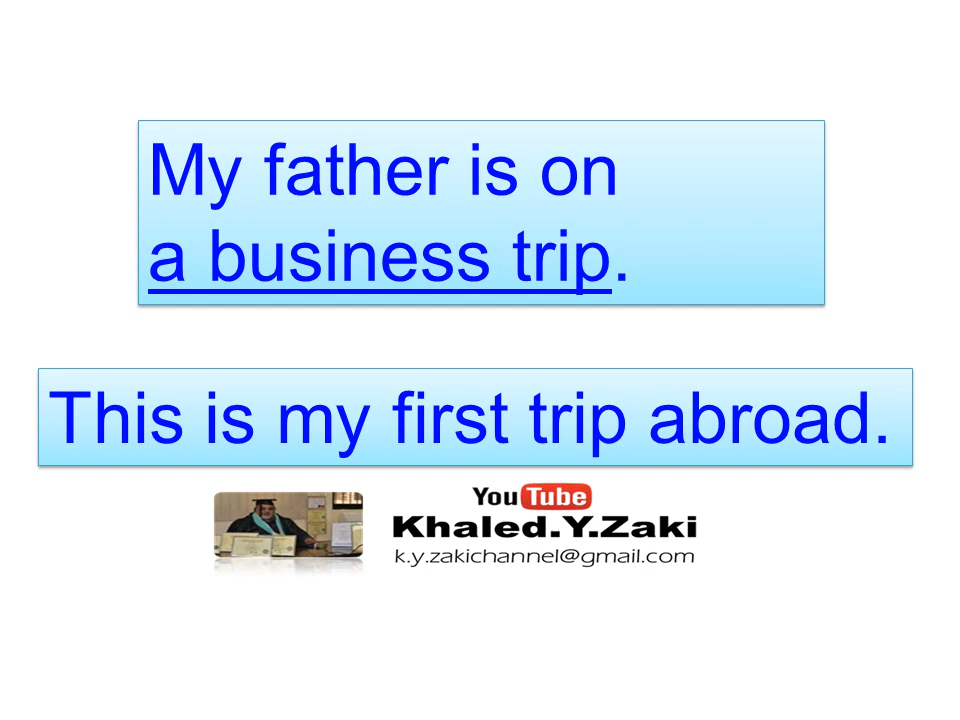 My father is on
a business trip.
This is my first trip abroad.
YouTube
Khaled.Y.Zaki
k.y.zakichannel@gmail.com